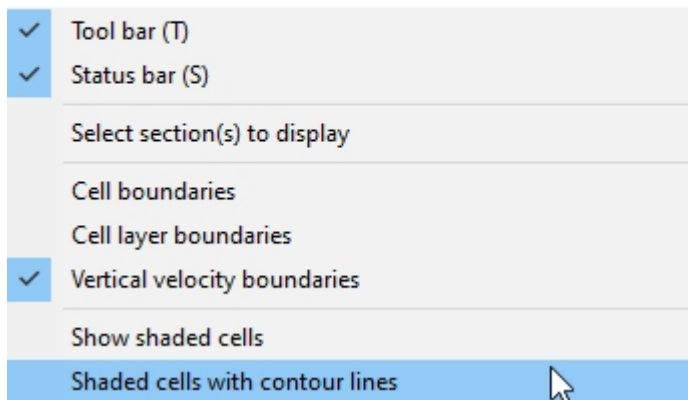 Tool bar (T)
Status bar (S)
Select section(s) to display
Cell boundaries
Cell layer boundaries
Vertical velocity boundaries
Show shaded cells
Shaded cells with contour lines